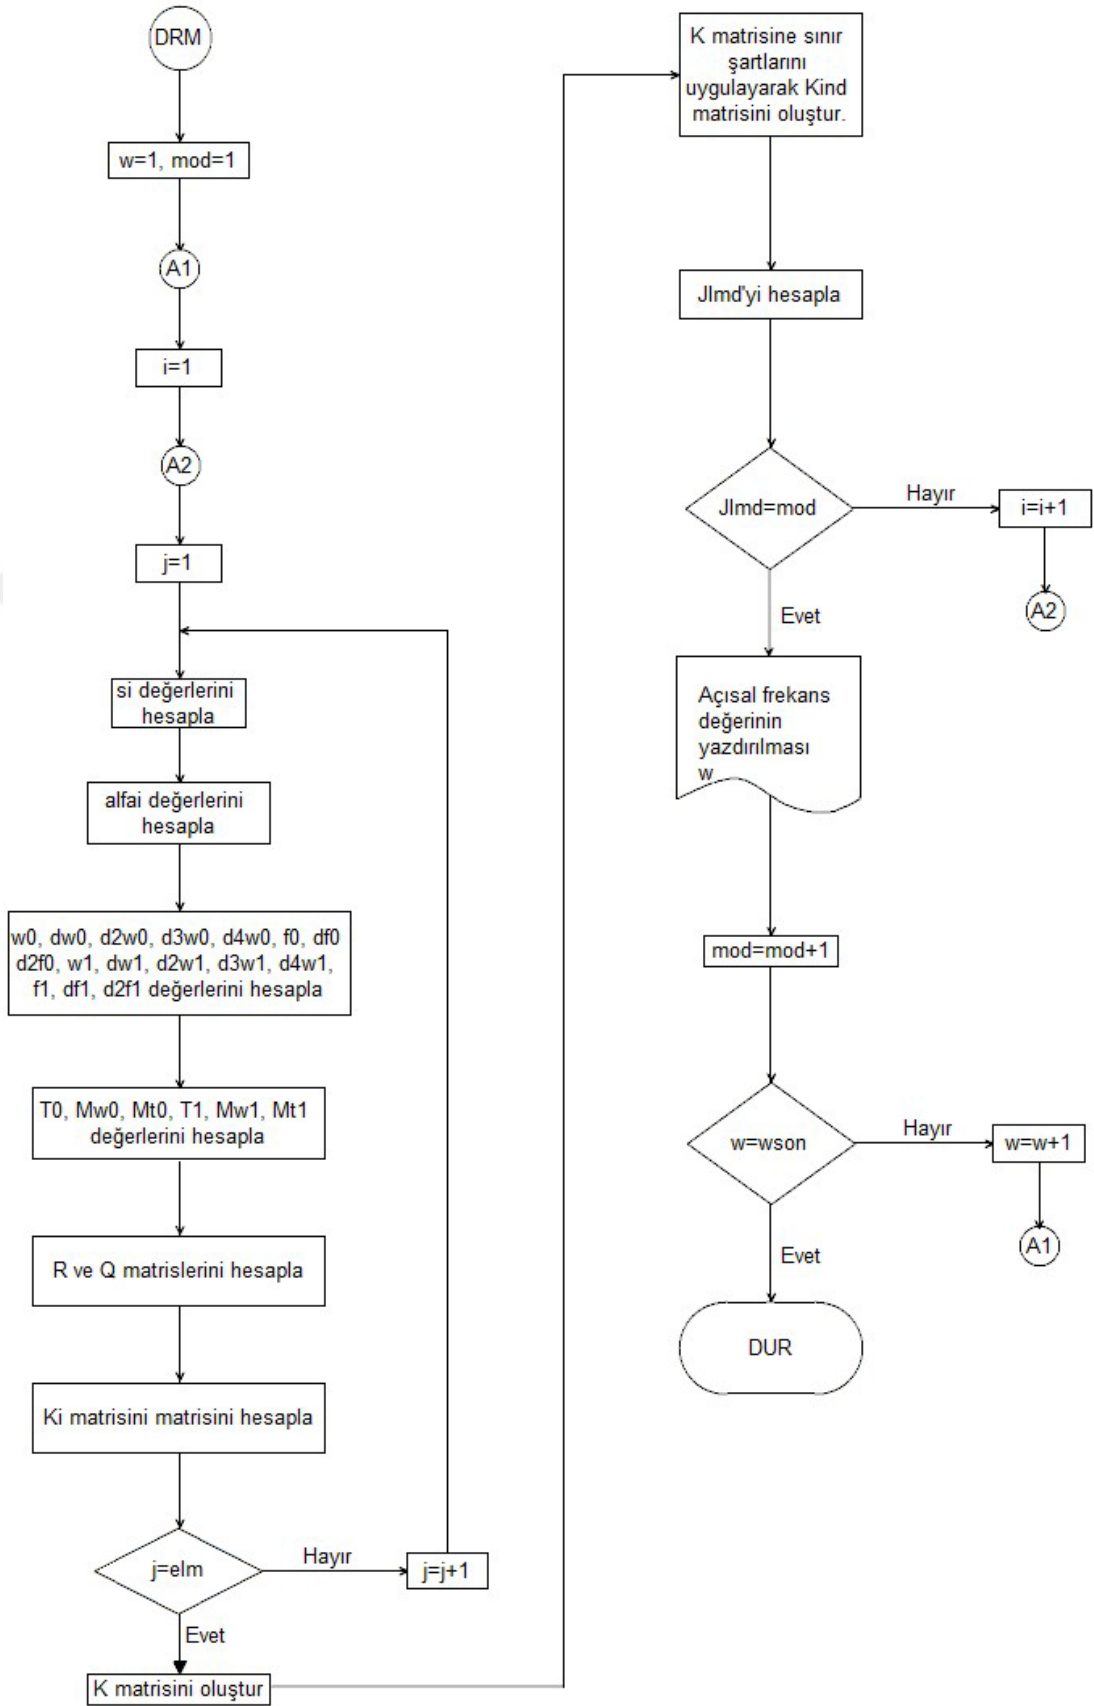 DRM
w=1, mod=1
A1
i=1
A2
j=1
si değerlerini
hesapla
alfai değerlerini
hesapla
w0, dw0, d2w0, d3w0, d4w0, f0, df0
d2f0, w1, dw1, d2w1, d3w1, d4w1,
f1, df1, d2f1 değerlerini hesapla
T0, Mw0, Mt0, T1, Mw1, Mt1
değerlerini hesapla
R ve Q matrislerini hesapla
Ki matrisini matrisini hesapla
j=elm
Hayır
j=j+1
Evet
K matrisini oluştur
K matrisine sınır
şartlarını
uygulayarak Kind
matrisini oluştur.
Jlmd'yi hesapla
Jlmd=mod
Hayır
i=i+1
A2
Evet
Açısal frekans
değerinin
yazdırılması
w
mod=mod+1
w=wson
Hayır
w=w+1
A1
Evet
DUR